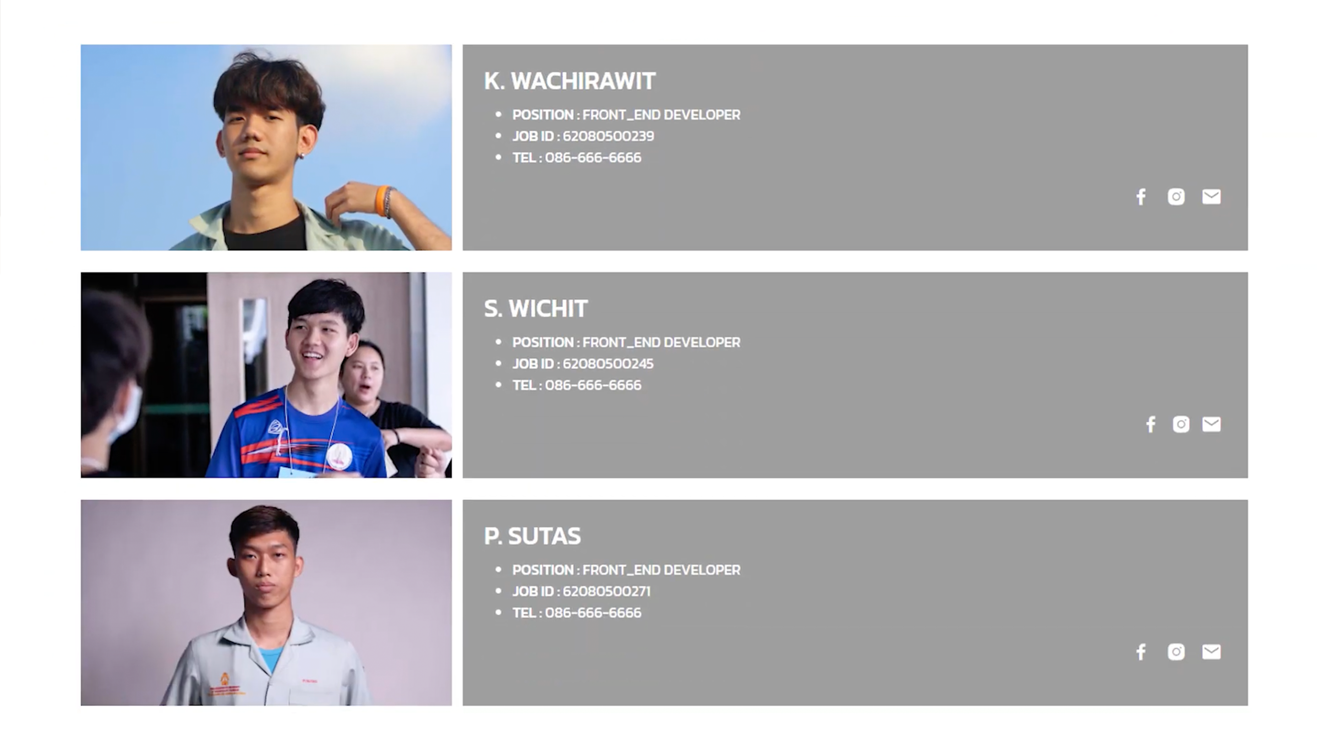 K. WACHIRAWIT
POSITION : FRONT_END DEVELOPER
JOB ID : 62080500239
TEL : 086-666-6666
S. WICHIT
POSITION : FRONT_END DEVELOPER
JOB ID : 62080500245
TEL : 086-666-6666
P. SUTAS
POSITION : FRONT_END DEVELOPER
JOB ID : 62080500271
TEL : 086-666-6666